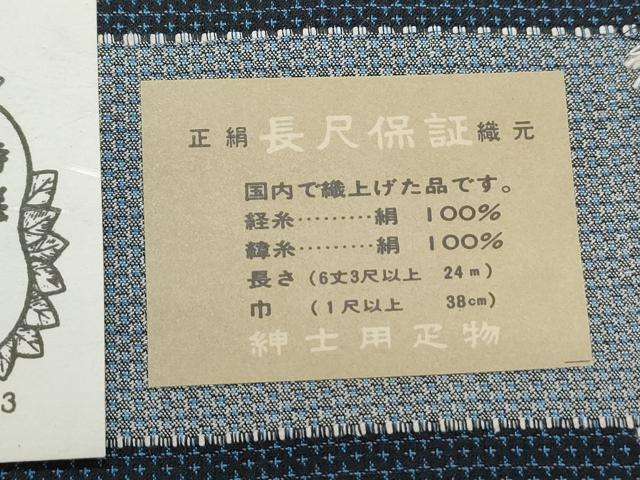 正絹 長尺保証 織元
国内で織上げた品です。
経糸………絹 100%
緯糸………絹 100%
長さ (6丈3尺以上 24m)
巾 (1尺以上 38cm)
紳士用疋物
3